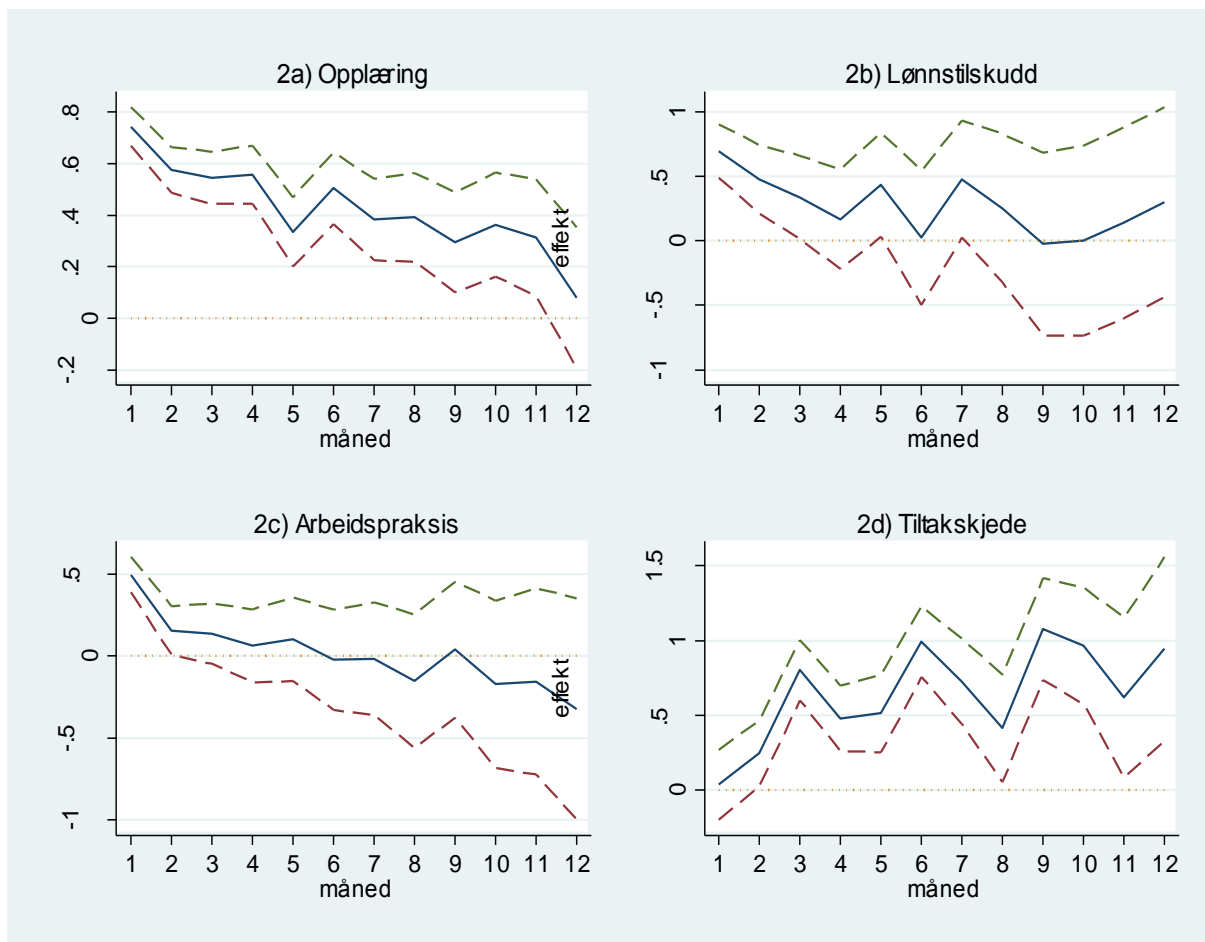 2a) Opplæring
.8
.6
.4
.2
0
-.2
effekt
1 2 3 4 5 6 7 8 9 10 11 12
måned
2b) Lønnstilskudd
1
.5
0
-.5
-1
1 2 3 4 5 6 7 8 9 10 11 12
måned
2c) Arbeidspraksis
.5
0
-.5
-1
effekt
1 2 3 4 5 6 7 8 9 10 11 12
måned
2d) Tiltakskjede
1.5
1
.5
0
1 2 3 4 5 6 7 8 9 10 11 12
måned